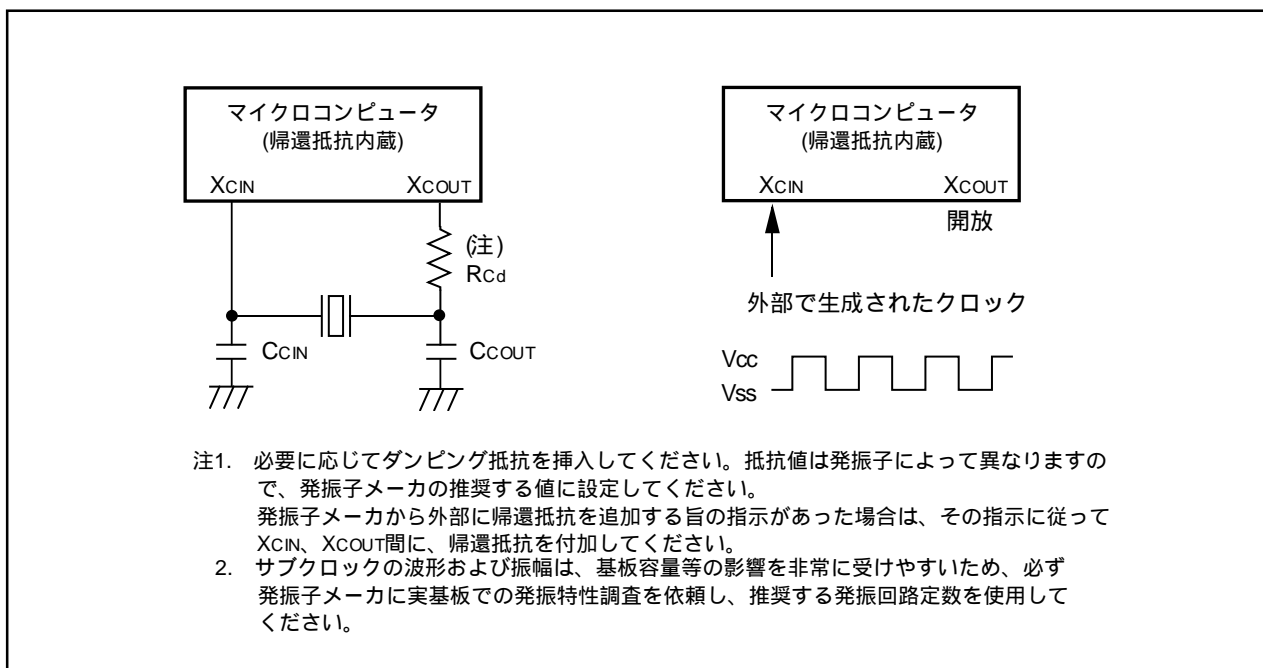 マイクロコンピュータ
(帰還抵抗内蔵)
XCIN XCOUT
(注)
RCd
CCIN CCOUT
マイクロコンピュータ
(帰還抵抗内蔵)
XCIN XCOUT
開放
外部で生成されたクロック
Vcc
Vss
注1. 必要に応じてダンピング抵抗を挿入してください。抵抗値は発振子によって異なりますの
で、発振子メーカの推奨する値に設定してください。
発振子メーカから外部に帰還抵抗を追加する旨の指示があった場合は、その指示に従って
XCIN、XCOUT間に、帰還抵抗を付加してください。
2. サブクロックの波形および振幅は、基板容量等の影響を非常に受けやすいため、必ず
発振子メーカに実基板での発振特性調査を依頼し、推奨する発振回路定数を使用して
ください。